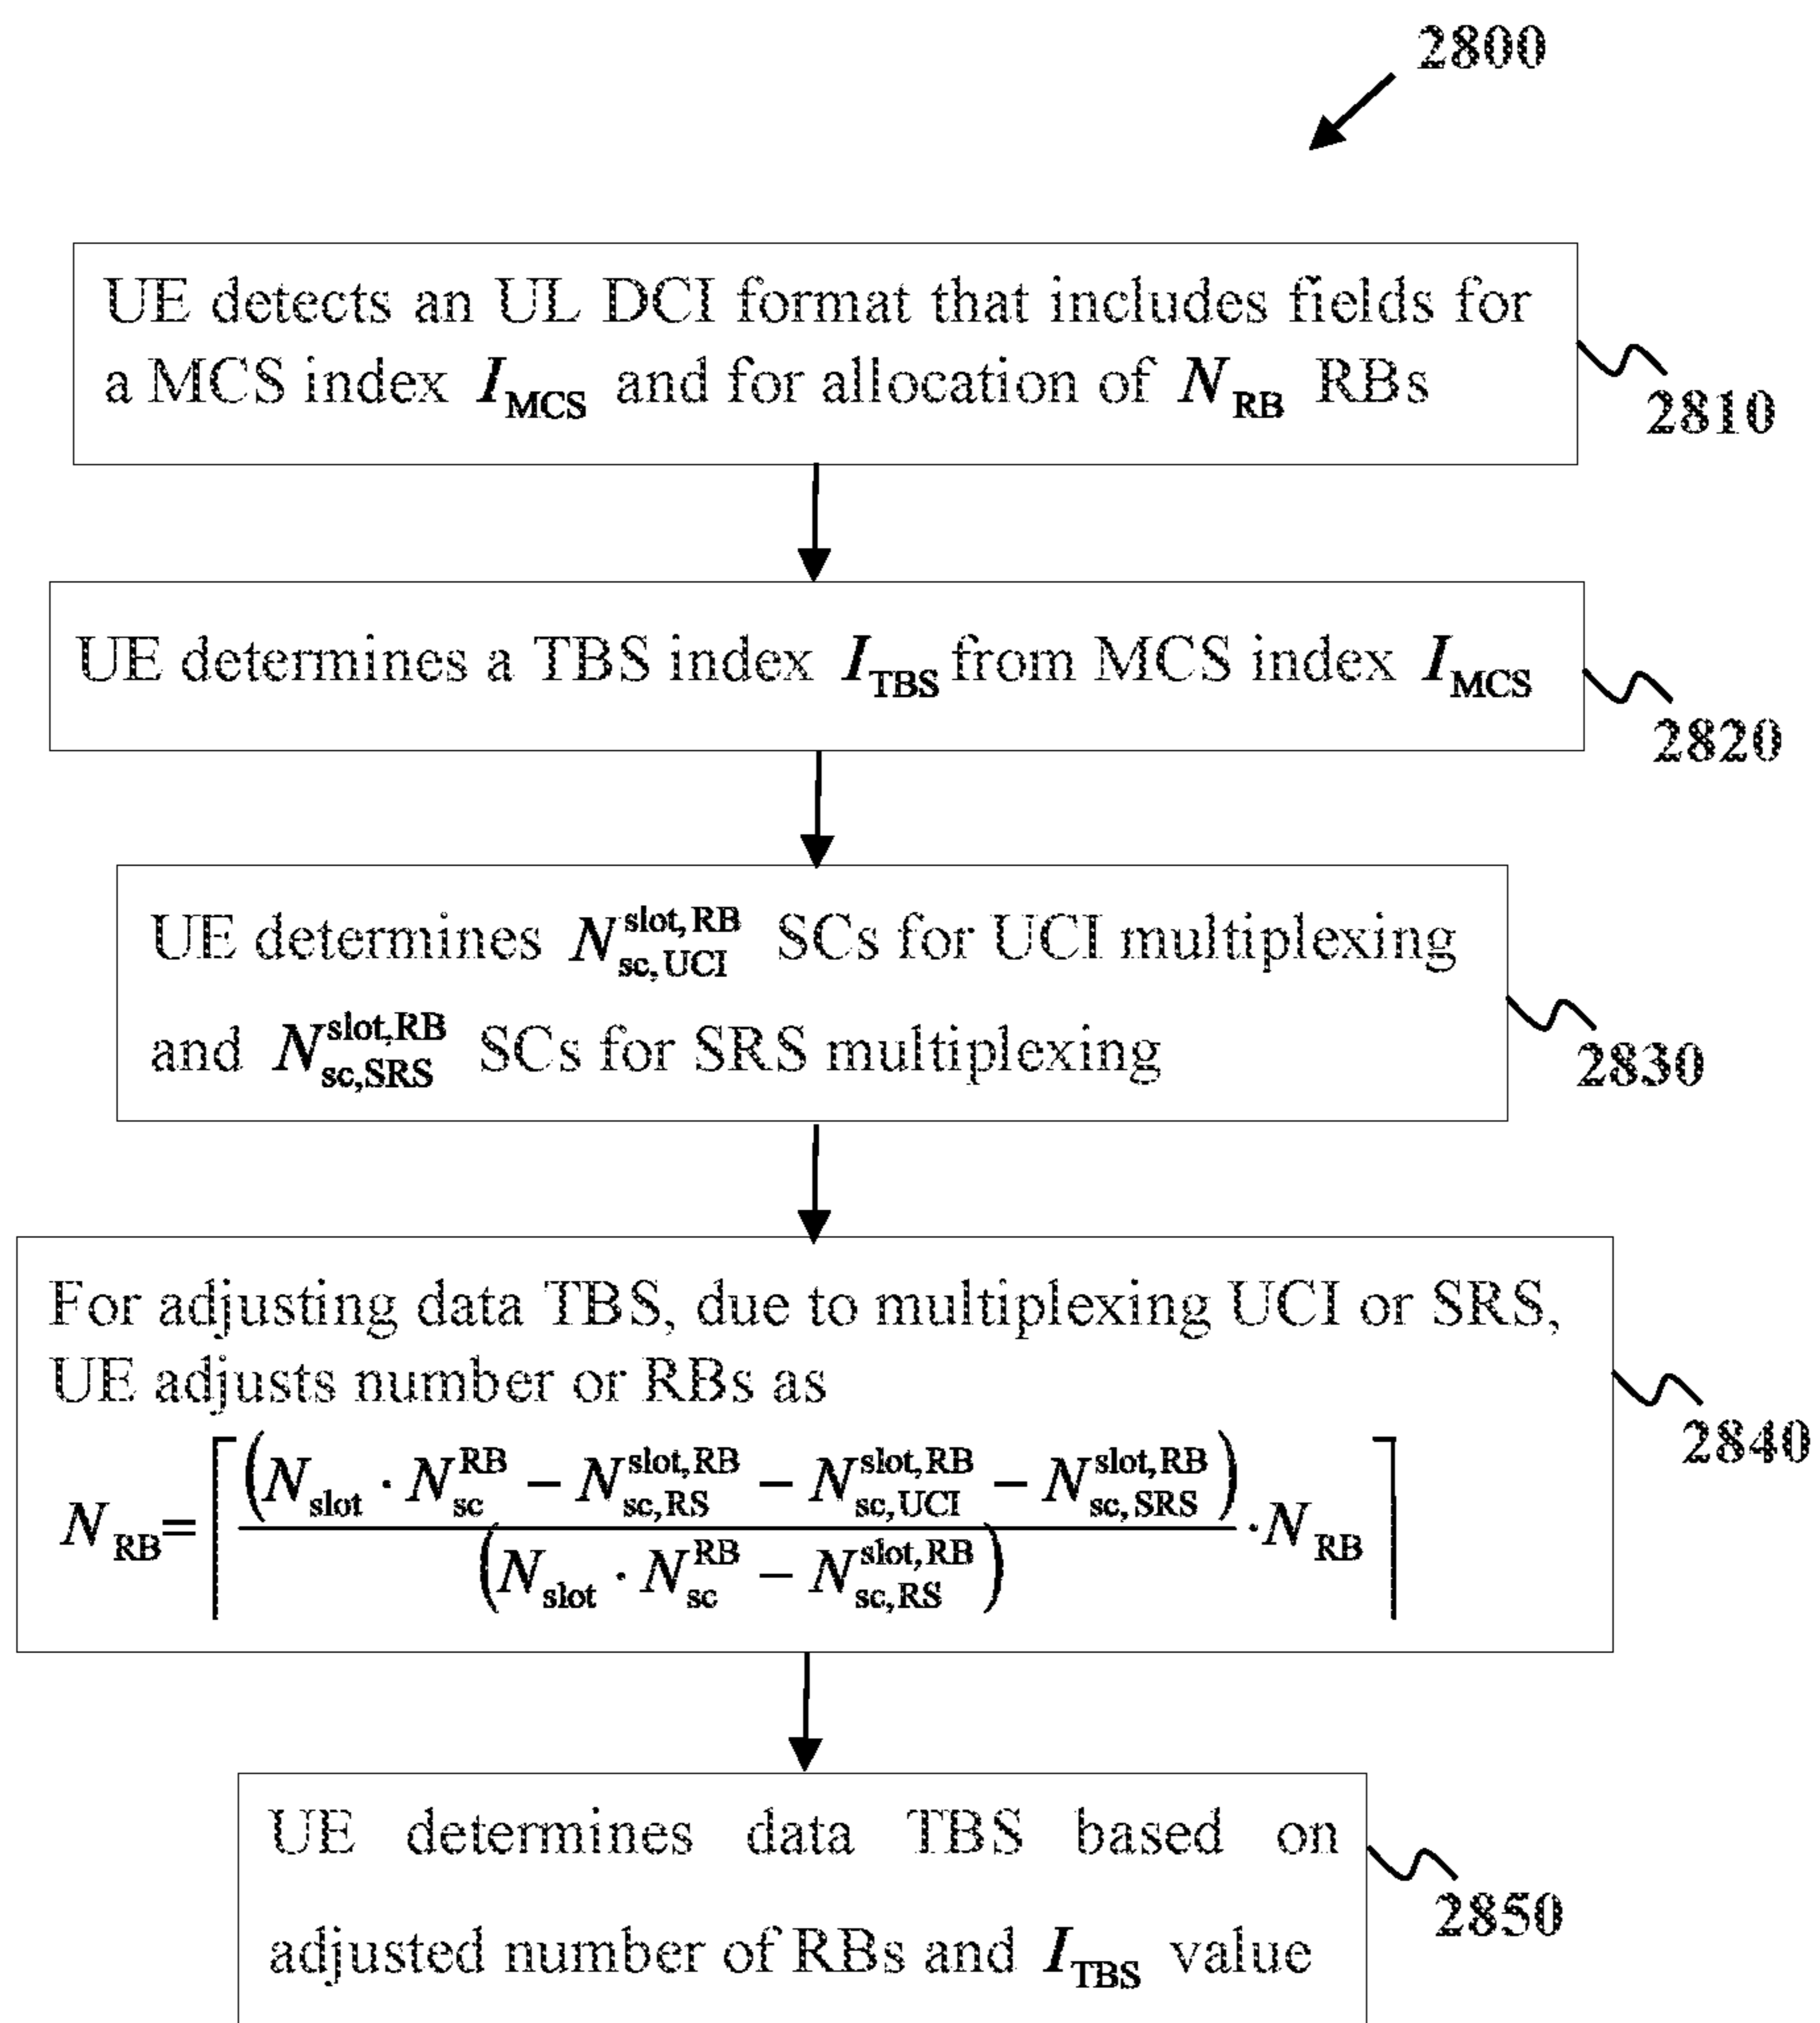 2800
UE detects an UL DCI format that includes fields for
a MCS index I_MCS and for allocation of N_RB RBs
2810
UE determines a TBS index I_TBS from MCS index I_MCS
2820
UE determines N_sc,UCI^slot,RB SCs for UCI multiplexing
and N_sc,SRS^slot,RB SCs for SRS multiplexing
2830
For adjusting data TBS, due to multiplexing UCI or SRS,
UE adjusts number or RBs as
N_RB=⌈(N_slot · N_sc^RB − N_sc,RS^slot,RB − N_sc,UCI^slot,RB − N_sc,SRS^slot,RB) / (N_slot · N_sc^RB − N_sc,RS^slot,RB) · N_RB⌉
2840
UE determines data TBS based on
adjusted number of RBs and I_TBS value
2850